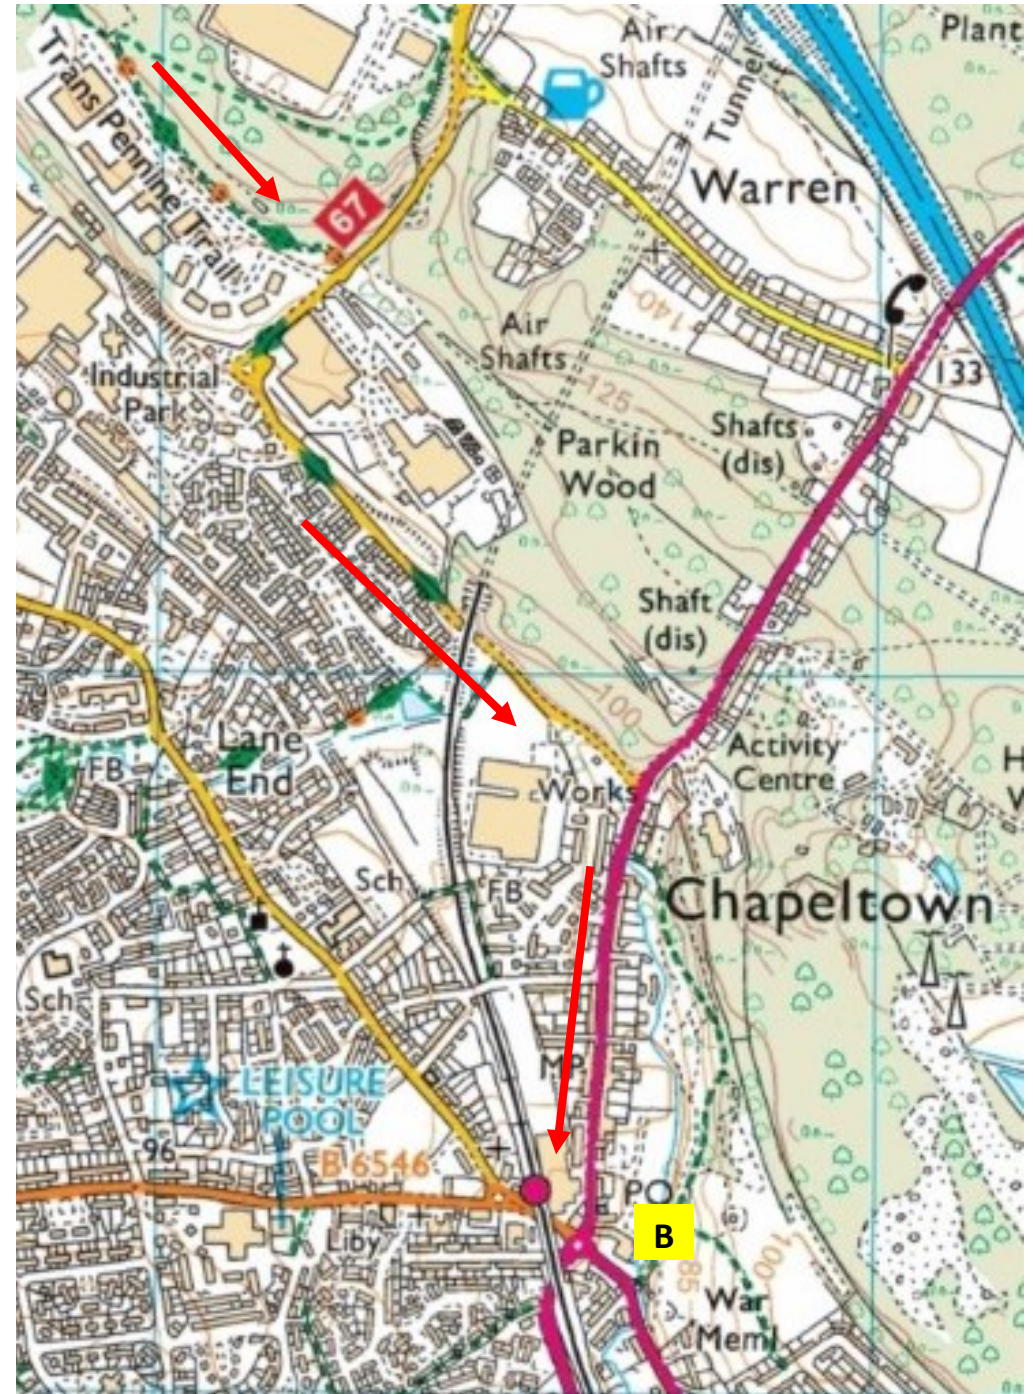 Air
Shafts
Plant
Tunnel
Trans Pennine Trail
Warren
67
140
Air
Shafts
133
Industrial
Park
125
Shafts
(dis)
Parkin
Wood
Shaft
(dis)
100
Lane
End
Activity
Centre
H
FB
Works
Sch
FB
Chapeltown
Sch
MP
LEISURE
POOL
96
B 6546
PO
B
Liby
85
100
War
Meml